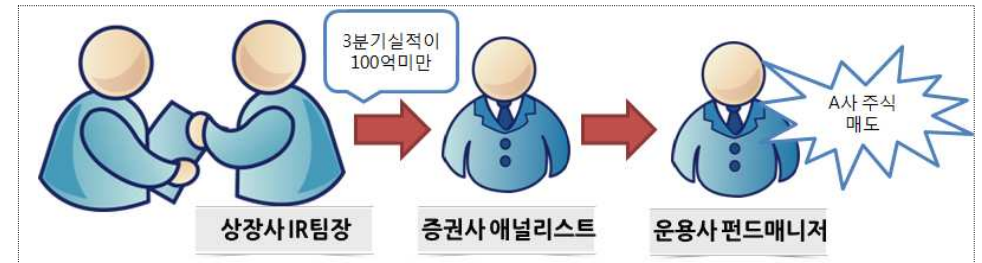 3분기실적이
100억미만
A사 주식
매도
상장사 IR팀장
증권사 애널리스트
운용사 펀드매니저